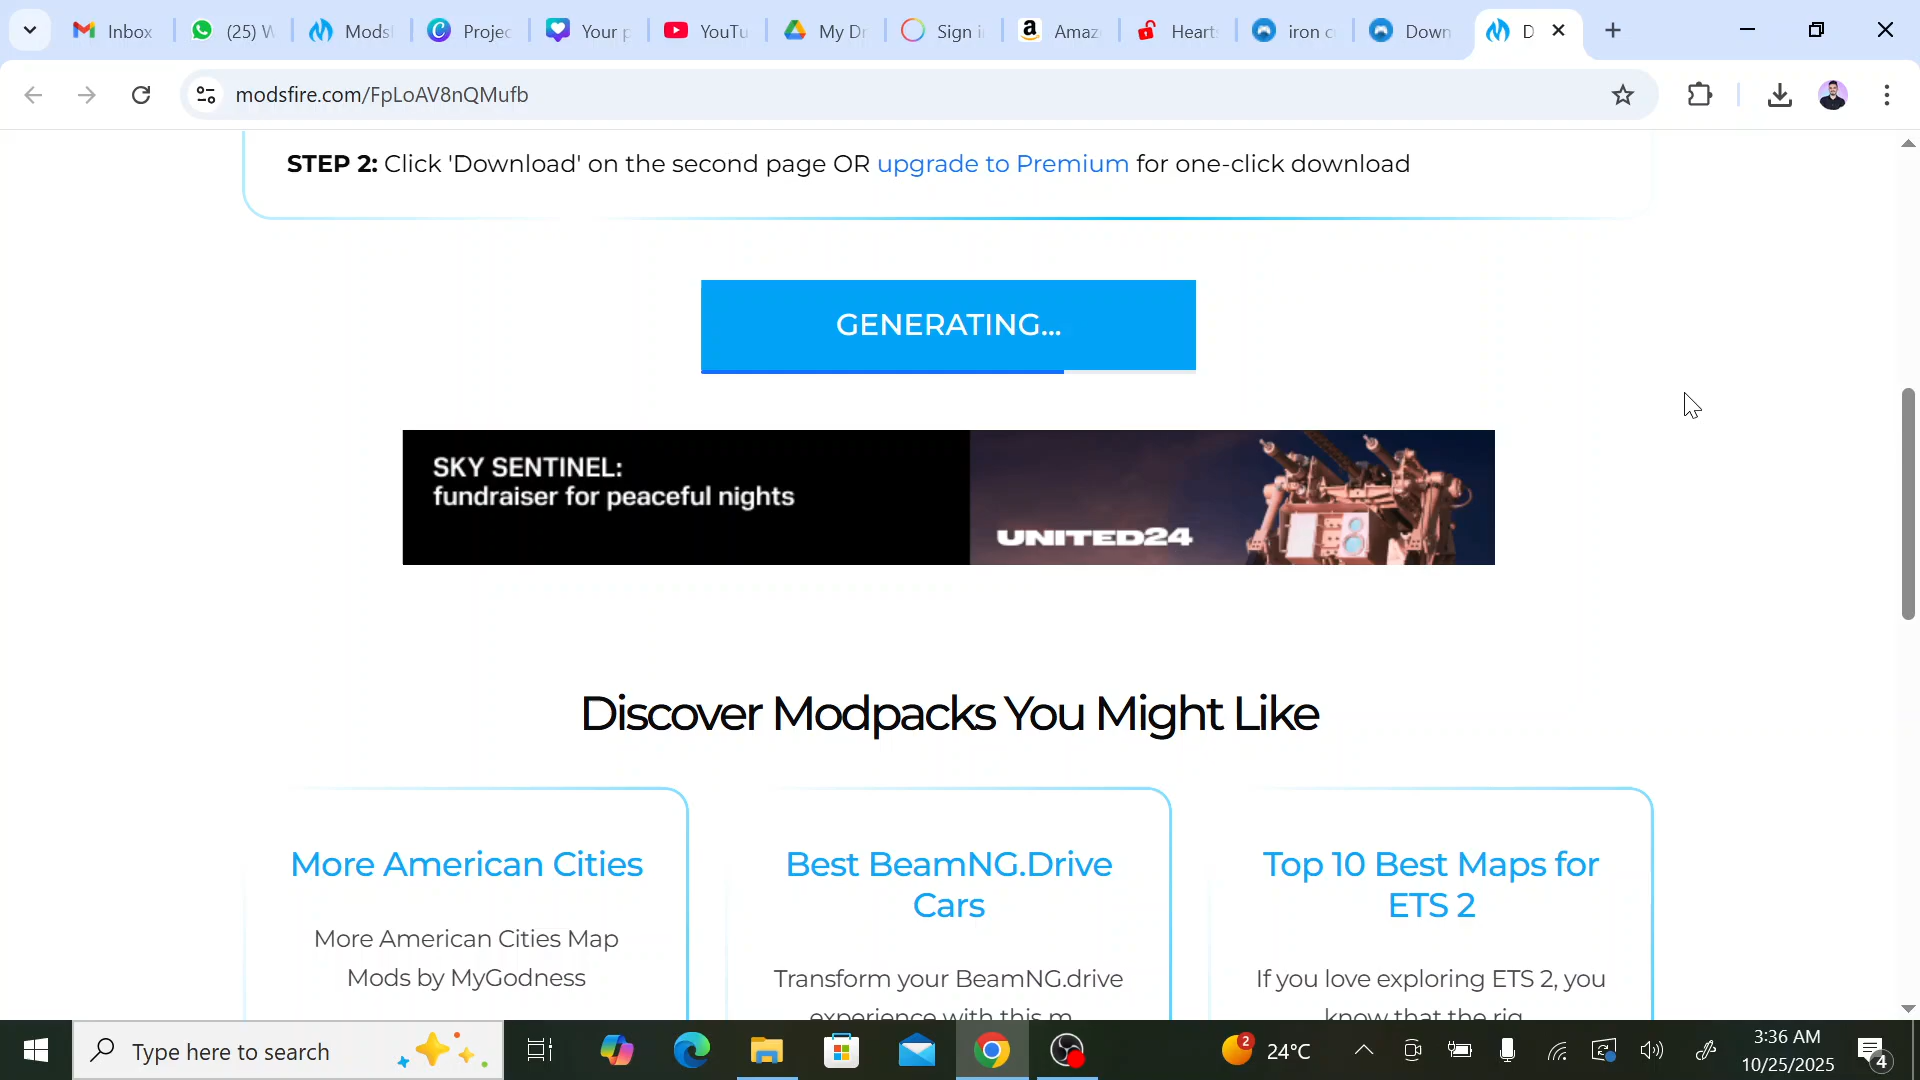 Inbox
(25) W
Modsf
Projec
Your p
YouTu
My Dr
Sign i
Amaz
Heart
iron c
Down
D
modsfire.com/FpLoAV8nQMufb
STEP 2: Click 'Download' on the second page OR upgrade to Premium for one-click download
GENERATING...
SKY SENTINEL:
fundraiser for peaceful nights
UNITED24
Discover Modpacks You Might Like
More American Cities
More American Cities Map
Mods by MyGodness
Best BeamNG.Drive
Cars
Transform your BeamNG.drive
experience with this m...
Top 10 Best Maps for
ETS 2
If you love exploring ETS 2, you
know that the rig...
Type here to search
2
24°C
3:36 AM
10/25/2025
4